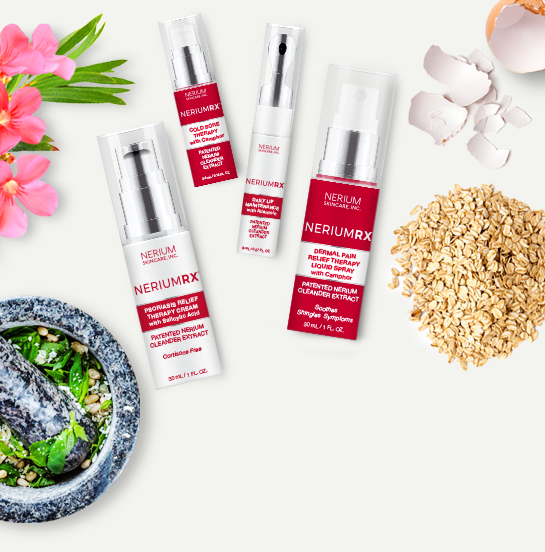 NERIUM
SKINCARE, INC.
NERIUMRX
COLD SORE
THERAPY
with Camphor
PATENTED
NERIUM
OLEANDER
EXTRACT
NERIUM
SKINCARE, INC.
NERIUMRX
DAILY LIP
MAINTENANCE
PATENTED
NERIUM
OLEANDER
EXTRACT
NERIUM
SKINCARE, INC.
NERIUMRX
DERMAL PAIN
RELIEF THERAPY
LIQUID SPRAY
with Camphor
PATENTED NERIUM
OLEANDER EXTRACT
Soothes
Shingles Symptoms
30 mL / 1 FL OZ.
NERIUM
SKINCARE, INC.
NERIUMRX
PSORIASIS RELIEF
THERAPY CREAM
with Salicylic Acid
PATENTED NERIUM
OLEANDER EXTRACT
Cortisone Free
30 mL / 1 FL OZ.